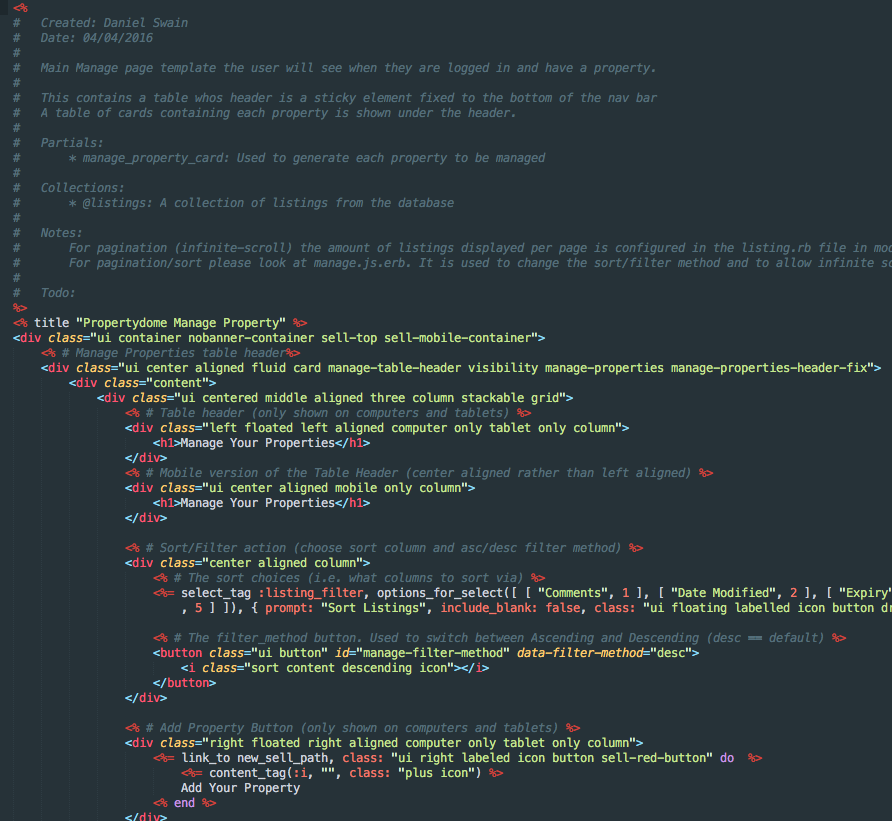 <%
#   Created: Daniel Swain
#   Date: 04/04/2016
#
#   Main Manage page template the user will see when they are logged in and have a property.
#
#   This contains a table whos header is a sticky element fixed to the bottom of the nav bar
#   A table of cards containing each property is shown under the header.
#
#   Partials:
#       * manage_property_card: Used to generate each property to be managed
#
#   Collections:
#       * @listings: A collection of listings from the database
#
#   Notes:
#       For pagination (infinite-scroll) the amount of listings displayed per page is configured in the listing.rb file in mod
#       For pagination/sort please look at manage.js.erb. It is used to change the sort/filter method and to allow infinite sc
#
#   Todo:
%>
<% title "Propertydome Manage Property" %>
<div class="ui container nobanner-container sell-top sell-mobile-container">
    <% # Manage Properties table header%>
    <div class="ui center aligned fluid card manage-table-header visibility manage-properties manage-properties-header-fix">
        <div class="content">
            <div class="ui centered middle aligned three column stackable grid">
                <% # Table header (only shown on computers and tablets) %>
                <div class="left floated left aligned computer only tablet only column">
                    <h1>Manage Your Properties</h1>
                </div>
                <% # Mobile version of the Table Header (center aligned rather than left aligned) %>
                <div class="ui center aligned mobile only column">
                    <h1>Manage Your Properties</h1>
                </div>

                <% # Sort/Filter action (choose sort column and asc/desc filter method) %>
                <div class="center aligned column">
                    <% # The sort choices (i.e. what columns to sort via) %>
                    <%= select_tag :listing_filter, options_for_select([ [ "Comments", 1 ], [ "Date Modified", 2 ], [ "Expiry"
                        , 5 ] ]), { prompt: "Sort Listings", include_blank: false, class: "ui floating labelled icon button dr

                    <% # The filter_method button. Used to switch between Ascending and Descending (desc == default) %>
                    <button class="ui button" id="manage-filter-method" data-filter-method="desc">
                        <i class="sort content descending icon"></i>
                    </button>
                </div>

                <% # Add Property Button (only shown on computers and tablets) %>
                <div class="right floated right aligned computer only tablet only column">
                    <%= link_to new_sell_path, class: "ui right labeled icon button sell-red-button" do  %>
                        <%= content_tag(:i, "", class: "plus icon") %>
                        Add Your Property
                    <% end %>
                </div>